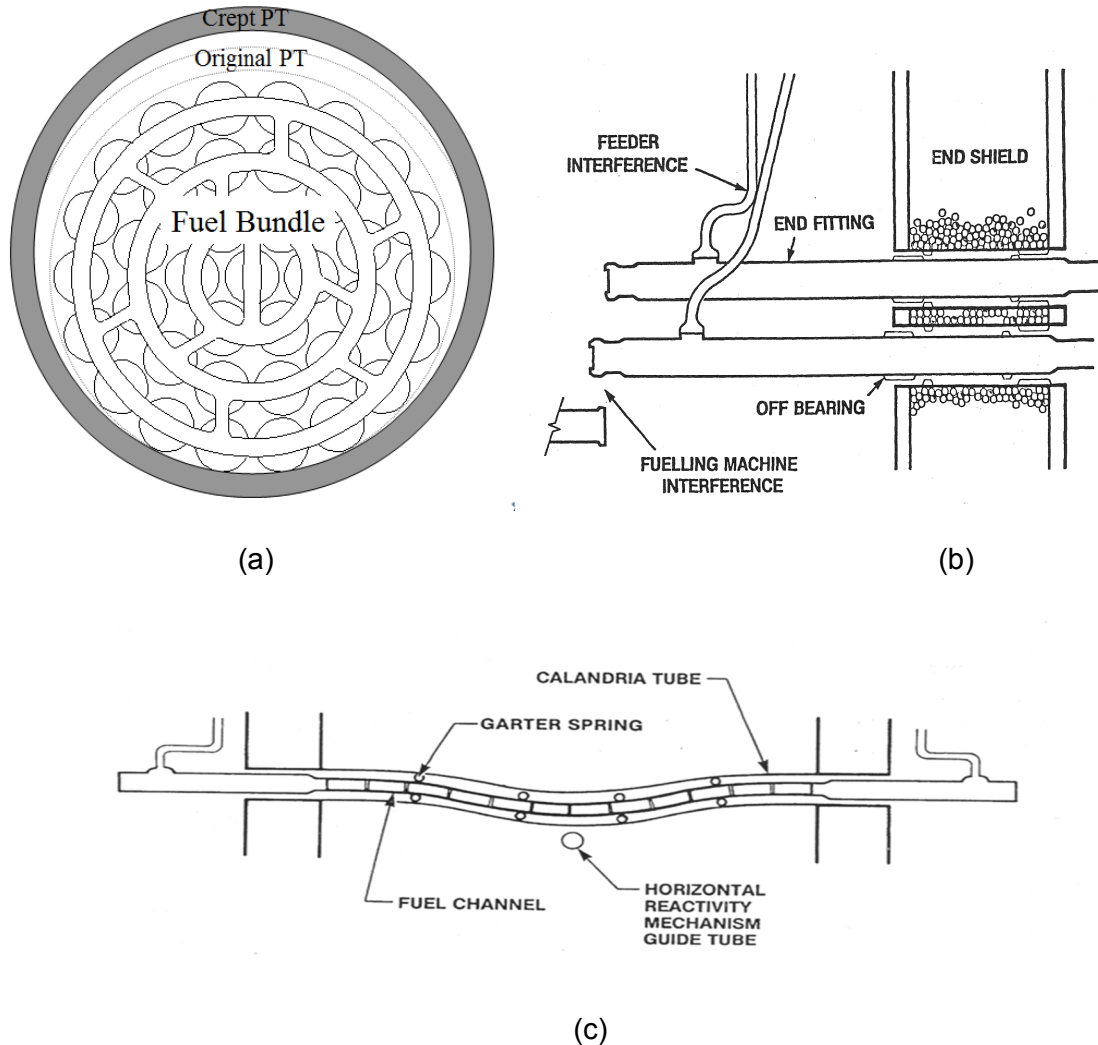 Crept PT
Original PT
Fuel Bundle
(a)
FEEDER
INTERFERENCE
END SHIELD
END FITTING
OFF BEARING
FUELLING MACHINE
INTERFERENCE
(b)
CALANDRIA TUBE
GARTER SPRING
FUEL CHANNEL
HORIZONTAL
REACTIVITY
MECHANISM
GUIDE TUBE
(c)